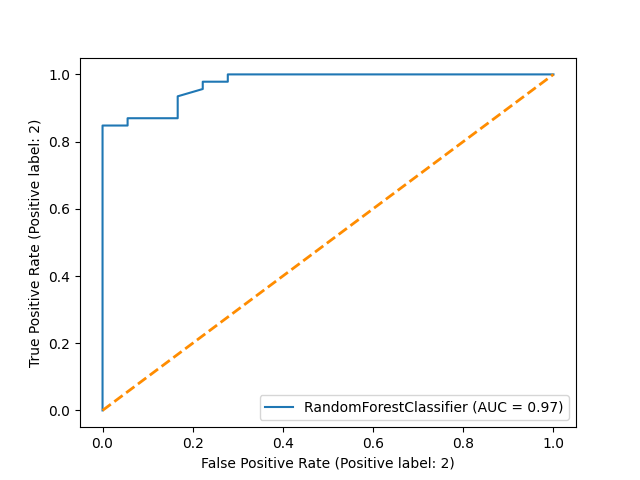 1.0
0.8
0.6
0.4
0.2
0.0
True Positive Rate (Positive label: 2)
RandomForestClassifier (AUC = 0.97)
0.0 0.2 0.4 0.6 0.8 1.0
False Positive Rate (Positive label: 2)